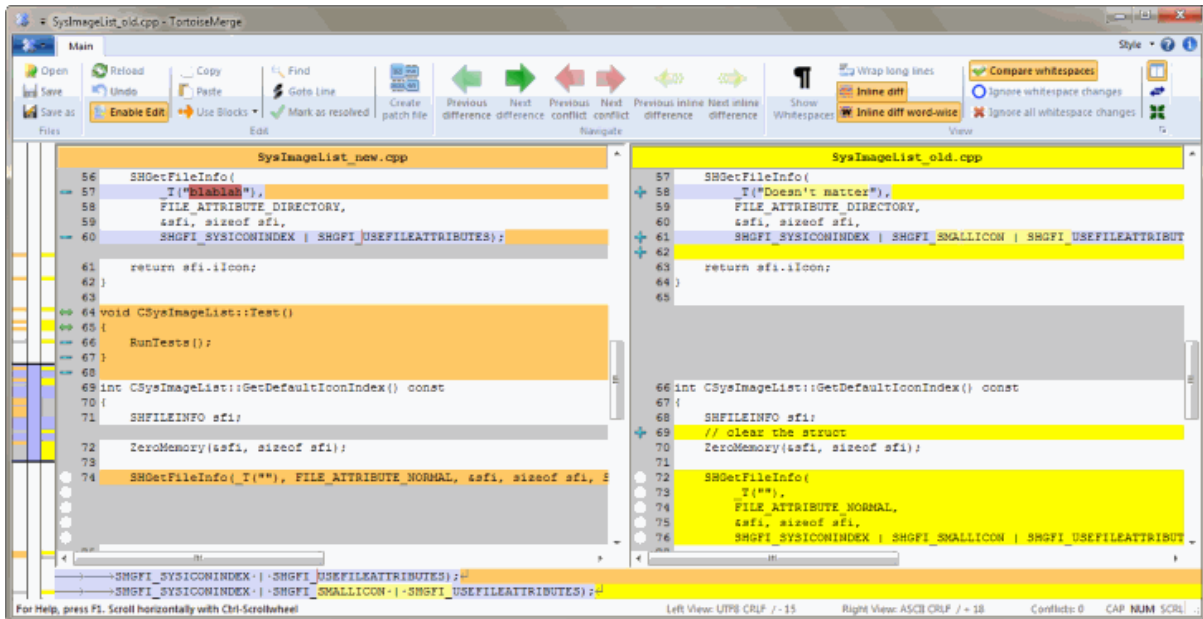 SysImageList_old.cpp - TortoiseMerge
Main
Style
Open
Save
Save as
Files
Reload
Undo
Enable Edit
Copy
Paste
Use Blocks
Find
Goto Line
Mark as resolved
Edit
Create patch file
Previous difference
Next difference
Previous conflict
Next conflict
Previous inline difference
Next inline difference
Navigate
Show Whitespaces
Wrap long lines
Inline diff
Inline diff word-wise
Compare whitespaces
Ignore whitespace changes
Ignore all whitespace changes
View
SysImageList_new.cpp
56 SHGetFileInfo(
57 _T("blablah"),
58 FILE_ATTRIBUTE_DIRECTORY,
59 &sfi, sizeof sfi,
60 SHGFI_SYSICONINDEX | SHGFI_USEFILEATTRIBUTES);
61 return sfi.iIcon;
62 }
63
64 void CSysImageList::Test()
65 {
66 RunTests();
67 }
68
69 int CSysImageList::GetDefaultIconIndex() const
70 {
71 SHFILEINFO sfi;
72 ZeroMemory(&sfi, sizeof sfi);
73
74 SHGetFileInfo(_T(""), FILE_ATTRIBUTE_NORMAL, &sfi, sizeof sfi, S
SysImageList_old.cpp
57 SHGetFileInfo(
58 _T("Doesn't matter"),
59 FILE_ATTRIBUTE_DIRECTORY,
60 &sfi, sizeof sfi,
61 SHGFI_SYSICONINDEX | SHGFI_SMALLICON | SHGFI_USEFILEATTRIBUT
62
63 return sfi.iIcon;
64 }
65
66 int CSysImageList::GetDefaultIconIndex() const
67 {
68 SHFILEINFO sfi;
69 // clear the struct
70 ZeroMemory(&sfi, sizeof sfi);
71
72 SHGetFileInfo(
73 _T(""),
74 FILE_ATTRIBUTE_NORMAL,
75 &sfi, sizeof sfi,
76 SHGFI_SYSICONINDEX | SHGFI_SMALLICON | SHGFI_USEFILEATTRIBUT
SHGFI_SYSICONINDEX·|·SHGFI_USEFILEATTRIBUTES);
SHGFI_SYSICONINDEX·|·SHGFI_SMALLICON·|·SHGFI_USEFILEATTRIBUTES);
For Help, press F1. Scroll horizontally with Ctrl-Scrollwheel
Left View: UTF8 CRLF / - 15
Right View: ASCII CRLF / + 18
Conflicts: 0
CAP NUM SCRL